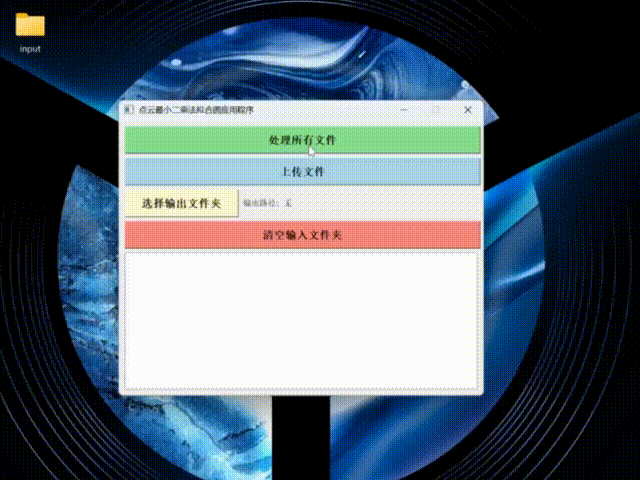 input
点云最小二乘法拟合圆应用程序
处理所有文件
上传文件
选择输出文件夹
输出路径：无
清空输入文件夹